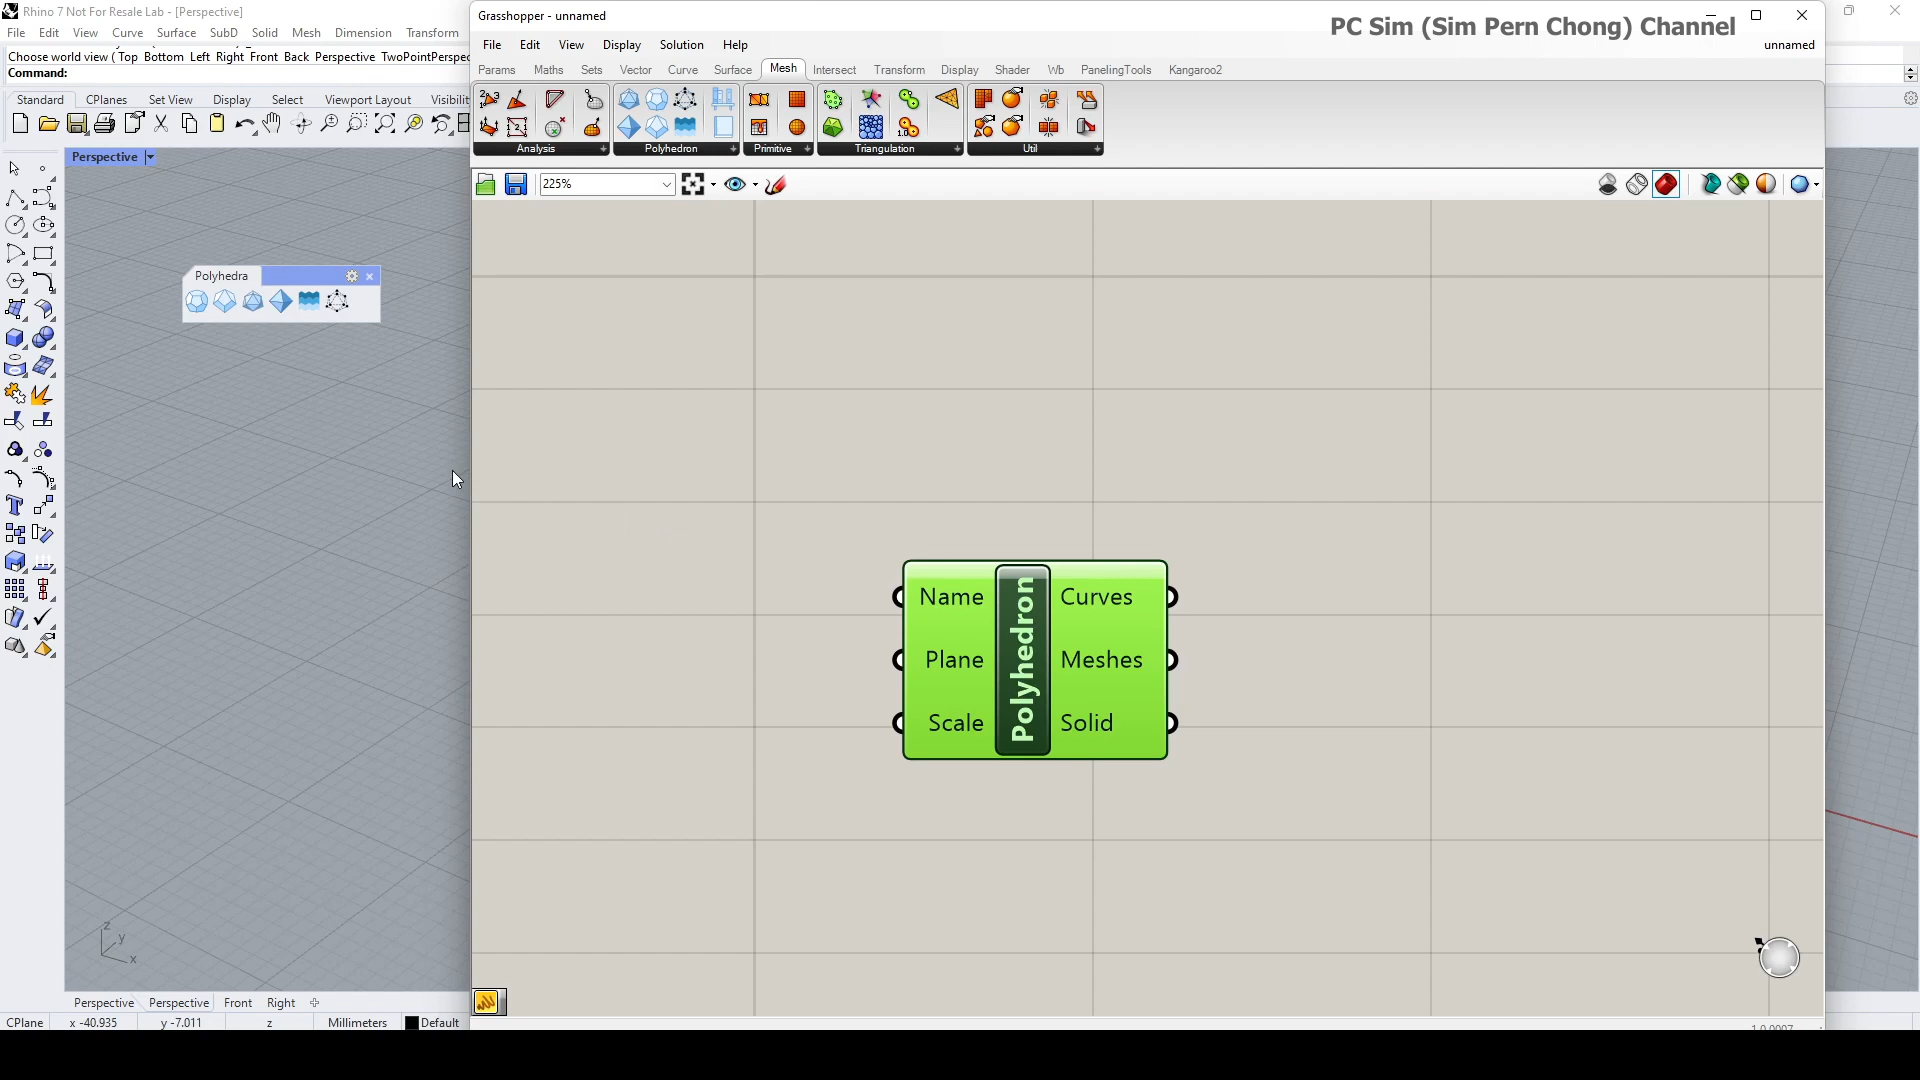 Rhino 7 Not For Resale Lab - [Perspective]
File Edit View Curve Surface SubD Solid Mesh Dimension Transform
Choose world view ( Top Bottom Left Right Front Back Perspective TwoPointPerspec
Command:
Standard CPlanes Set View Display Select Viewport Layout Visibilit
Perspective
Polyhedra
Grasshopper - unnamed
PC Sim (Sim Pern Chong) Channel
File Edit View Display Solution Help
unnamed
Params Maths Sets Vector Curve Surface Mesh Intersect Transform Display Shader Wb PanelingTools Kangaroo2
Analysis Polyhedron Primitive Triangulation Util
225%
Name
Plane
Scale
Polyhedron
Curves
Meshes
Solid
z
y
x
Perspective Perspective Front Right
CPlane x -40.935 y -7.011 z Millimeters Default
1.0.0007